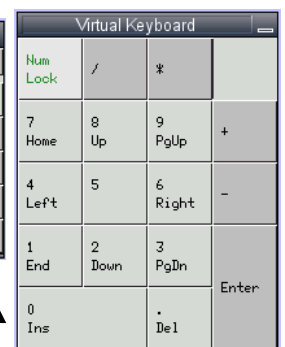 Virtual Keyboard
Num
Lock
/
*
7
Home
8
Up
9
PgUp
+
4
Left
5
6
Right
-
1
End
2
Down
3
PgDn
Enter
0
Ins
.
Del